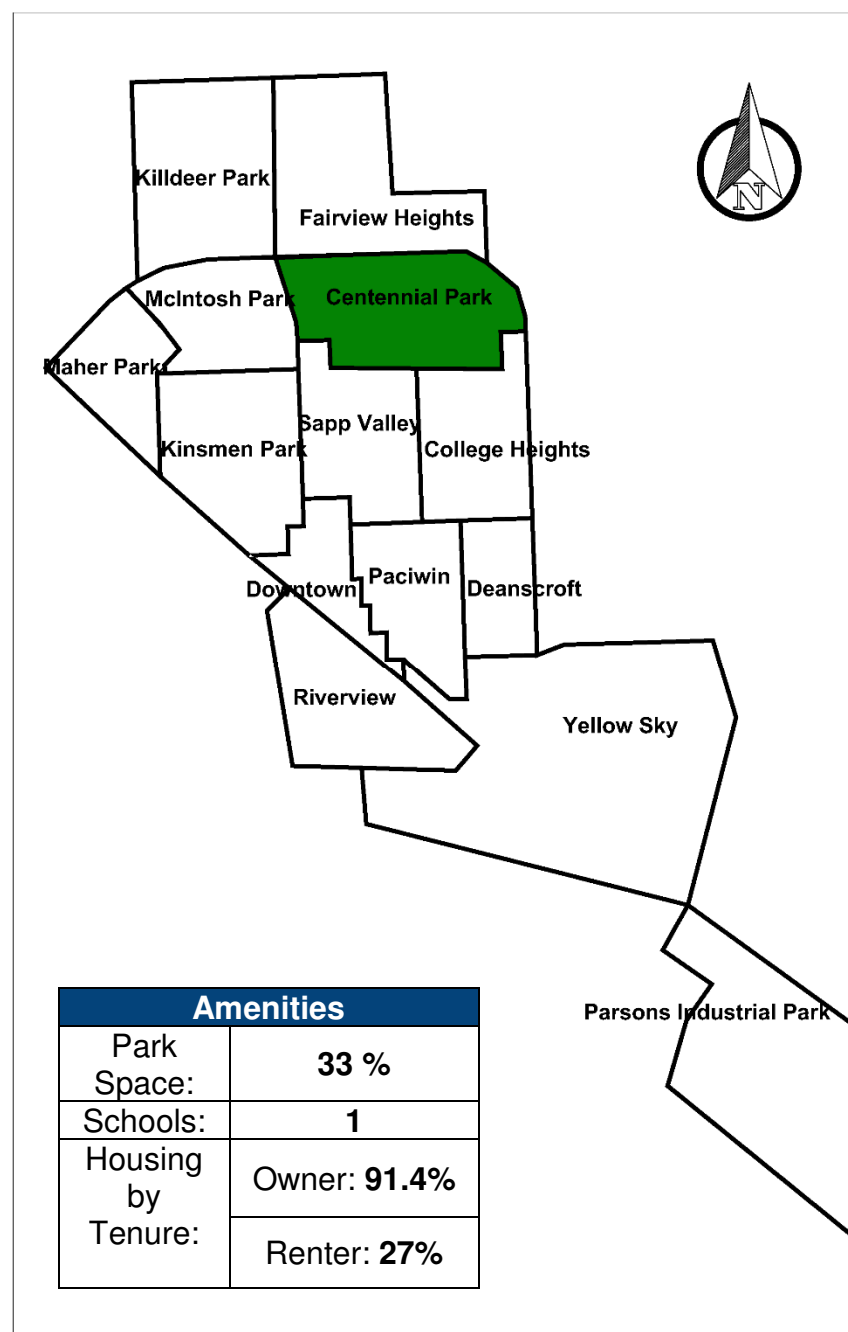 Killdeer Park
N
Fairview Heights
McIntosh Park
Centennial Park
Maher Park
Sapp Valley
Kinsmen Park
College Heights
Paciwin
Downtown
Deanscroft
Riverview
Yellow Sky
Parsons Industrial Park
Amenities
Park
Space:
33 %
Schools:
1
Housing
by
Tenure:
Owner: 91.4%
Renter: 27%